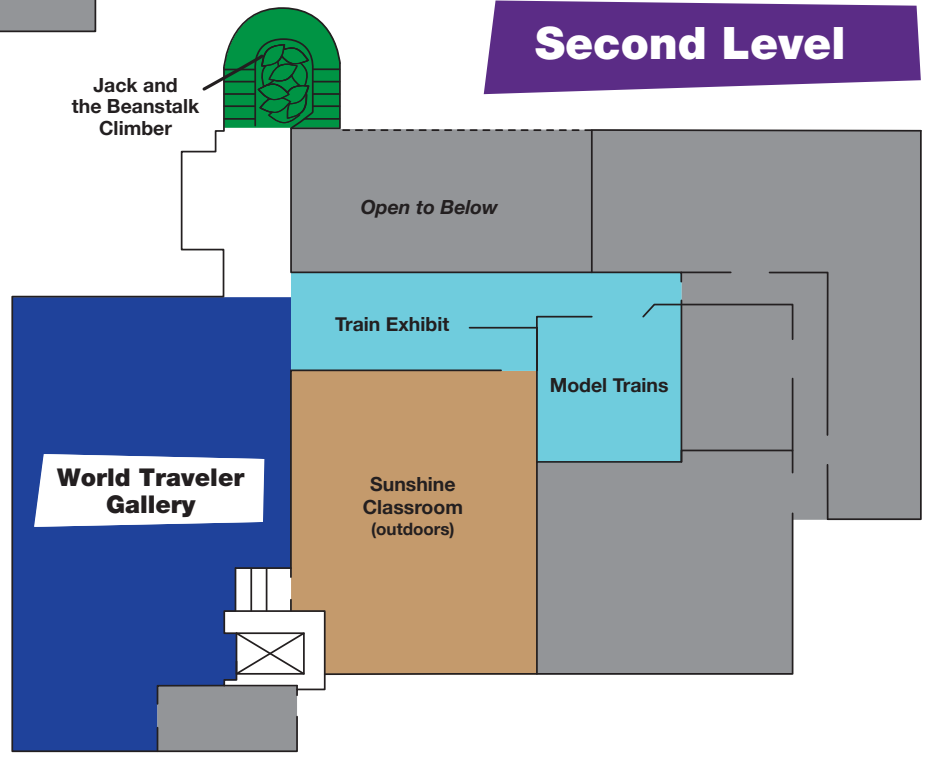 Second Level
Jack and
the Beanstalk
Climber
Open to Below
Train Exhibit
Model Trains
World Traveler
Gallery
Sunshine
Classroom
(outdoors)